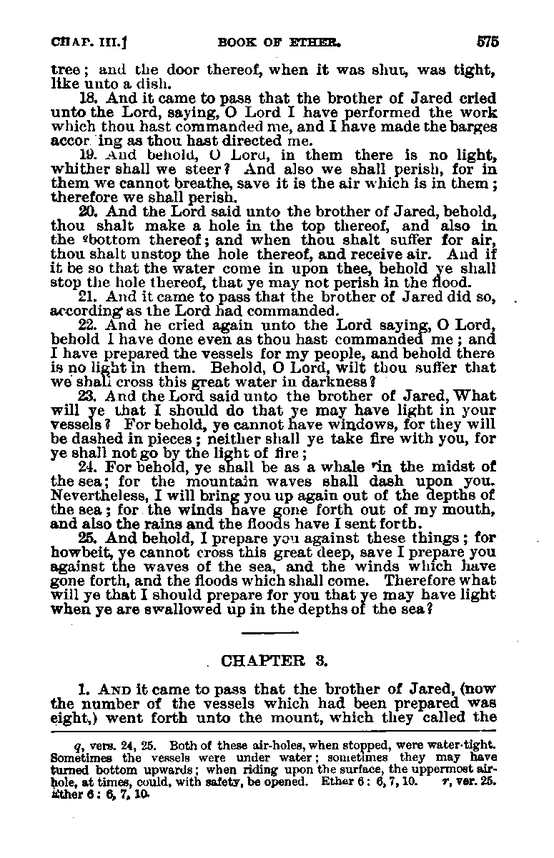 CHAP. III.] BOOK OF ETHER. 575
tree; and the door thereof, when it was shut, was tight,
like unto a dish.
18. And it came to pass that the brother of Jared cried
unto the Lord, saying, O Lord I have performed the work
which thou hast commanded me, and I have made the barges
accor ing as thou hast directed me.
19. And behold, O Lord, in them there is no light,
whither shall we steer? And also we shall perish, for in
them we cannot breathe, save it is the air which is in them;
therefore we shall perish.
20. And the Lord said unto the brother of Jared, behold,
thou shalt make a hole in the top thereof, and also in
the qbottom thereof; and when thou shalt suffer for air,
thou shalt unstop the hole thereof, and receive air. And if
it be so that the water come in upon thee, behold ye shall
stop the hole thereof, that ye may not perish in the flood.
21. And it came to pass that the brother of Jared did so,
according as the Lord had commanded.
22. And he cried again unto the Lord saying, O Lord,
behold I have done even as thou hast commanded me; and
I have prepared the vessels for my people, and behold there
is no light in them. Behold, O Lord, wilt thou suffer that
we shall cross this great water in darkness?
23. And the Lord said unto the brother of Jared, What
will ye that I should do that ye may have light in your
vessels? For behold, ye cannot have windows, for they will
be dashed in pieces; neither shall ye take fire with you, for
ye shall not go by the light of fire;
24. For behold, ye shall be as a whale rin the midst of
the sea; for the mountain waves shall dash upon you.
Nevertheless, I will bring you up again out of the depths of
the sea; for the winds have gone forth out of my mouth,
and also the rains and the floods have I sent forth.
25. And behold, I prepare you against these things; for
howbeit, ye cannot cross this great deep, save I prepare you
against the waves of the sea, and the winds which have
gone forth, and the floods which shall come. Therefore what
will ye that I should prepare for you that ye may have light
when ye are swallowed up in the depths of the sea?
CHAPTER 3.
1. AND it came to pass that the brother of Jared, (now
the number of the vessels which had been prepared was
eight,) went forth unto the mount, which they called the
q, vers. 24, 25. Both of these air-holes, when stopped, were water-tight.
Sometimes the vessels were under water; sometimes they may have
turned bottom upwards; when riding upon the surface, the uppermost air-
hole, at times, could, with safety, be opened. Ether 6: 6, 7, 10. r, ver. 25.
Ether 6: 6, 7, 10.